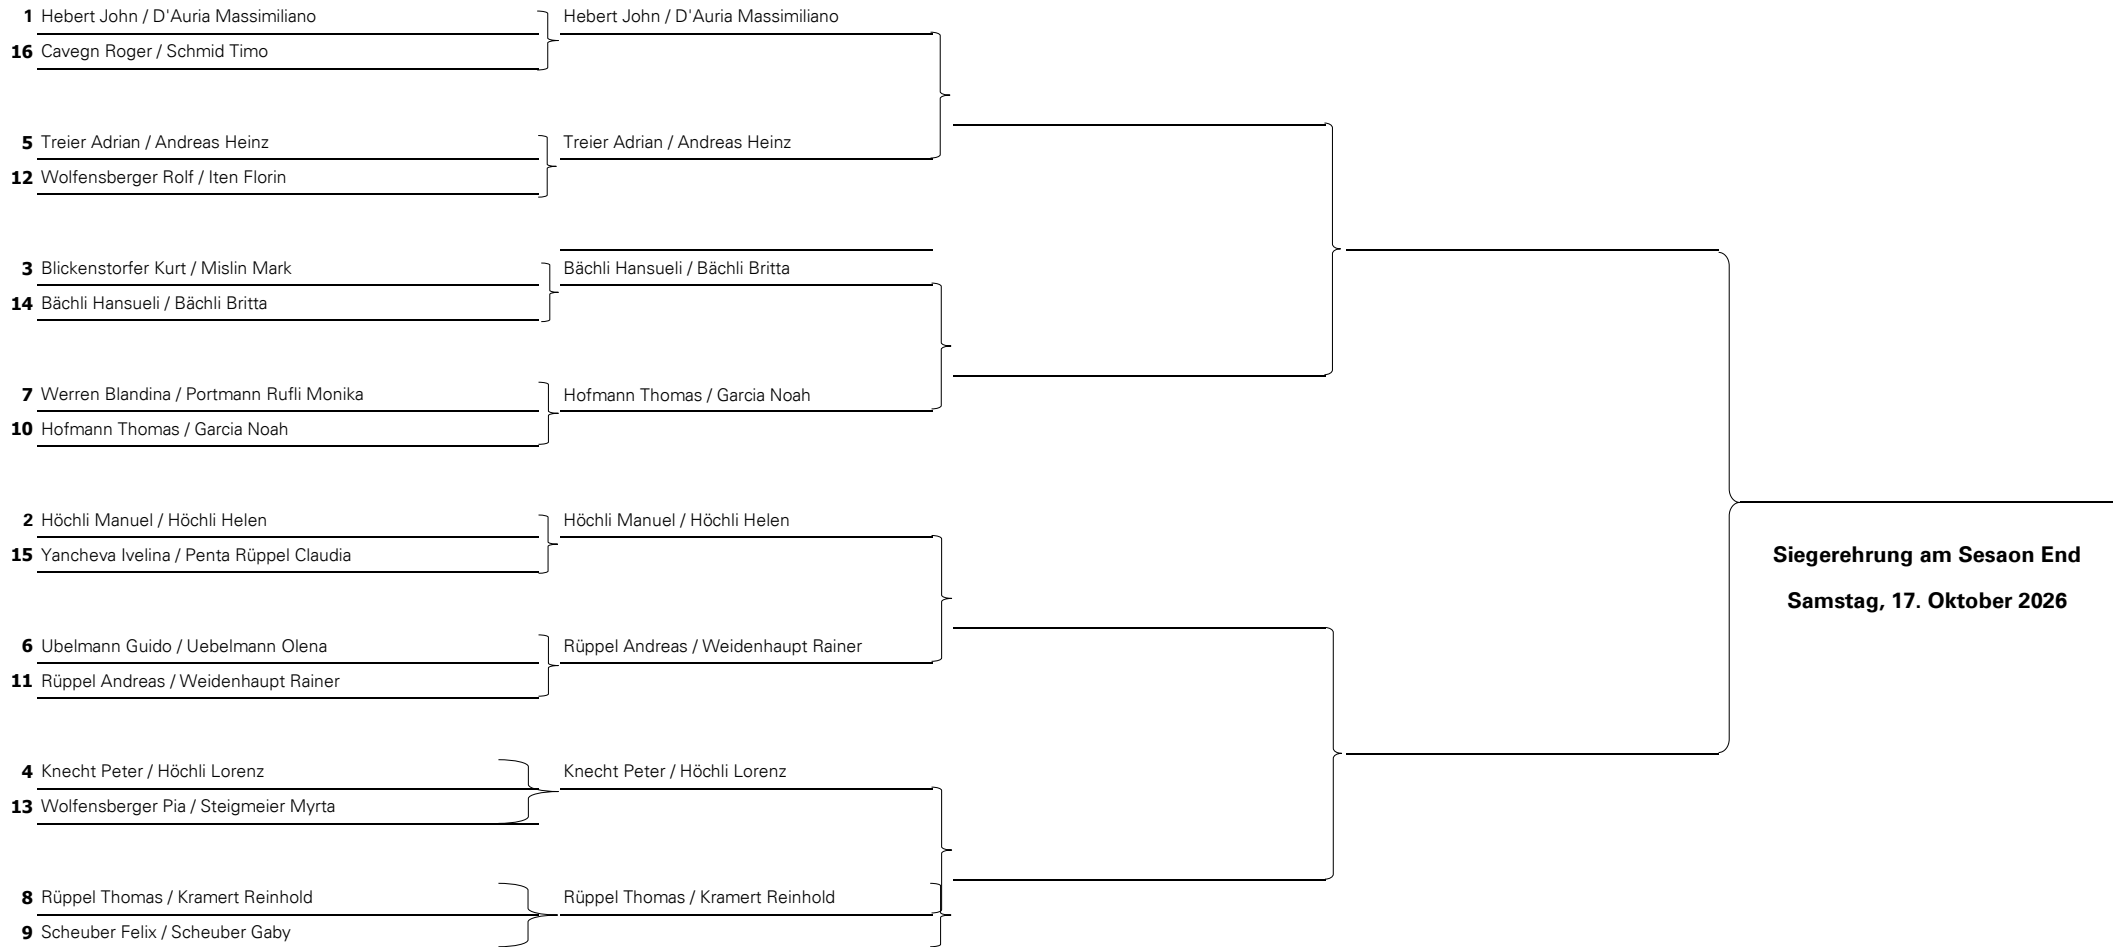 1 Hebert John / D'Auria Massimiliano
Hebert John / D'Auria Massimiliano
16 Cavegn Roger / Schmid Timo
5 Treier Adrian / Andreas Heinz
Treier Adrian / Andreas Heinz
12 Wolfensberger Rolf / Iten Florin
3 Blickenstorfer Kurt / Mislin Mark
Bächli Hansueli / Bächli Britta
14 Bächli Hansueli / Bächli Britta
7 Werren Blandina / Portmann Rufli Monika
Hofmann Thomas / Garcia Noah
10 Hofmann Thomas / Garcia Noah
2 Höchli Manuel / Höchli Helen
Höchli Manuel / Höchli Helen
15 Yancheva Ivelina / Penta Rüppel Claudia
Siegerehrung am Sesaon End
Samstag, 17. Oktober 2026
6 Ubelmann Guido / Uebelmann Olena
Rüppel Andreas / Weidenhaupt Rainer
11 Rüppel Andreas / Weidenhaupt Rainer
4 Knecht Peter / Höchli Lorenz
Knecht Peter / Höchli Lorenz
13 Wolfensberger Pia / Steigmeier Myrta
8 Rüppel Thomas / Kramert Reinhold
Rüppel Thomas / Kramert Reinhold
9 Scheuber Felix / Scheuber Gaby